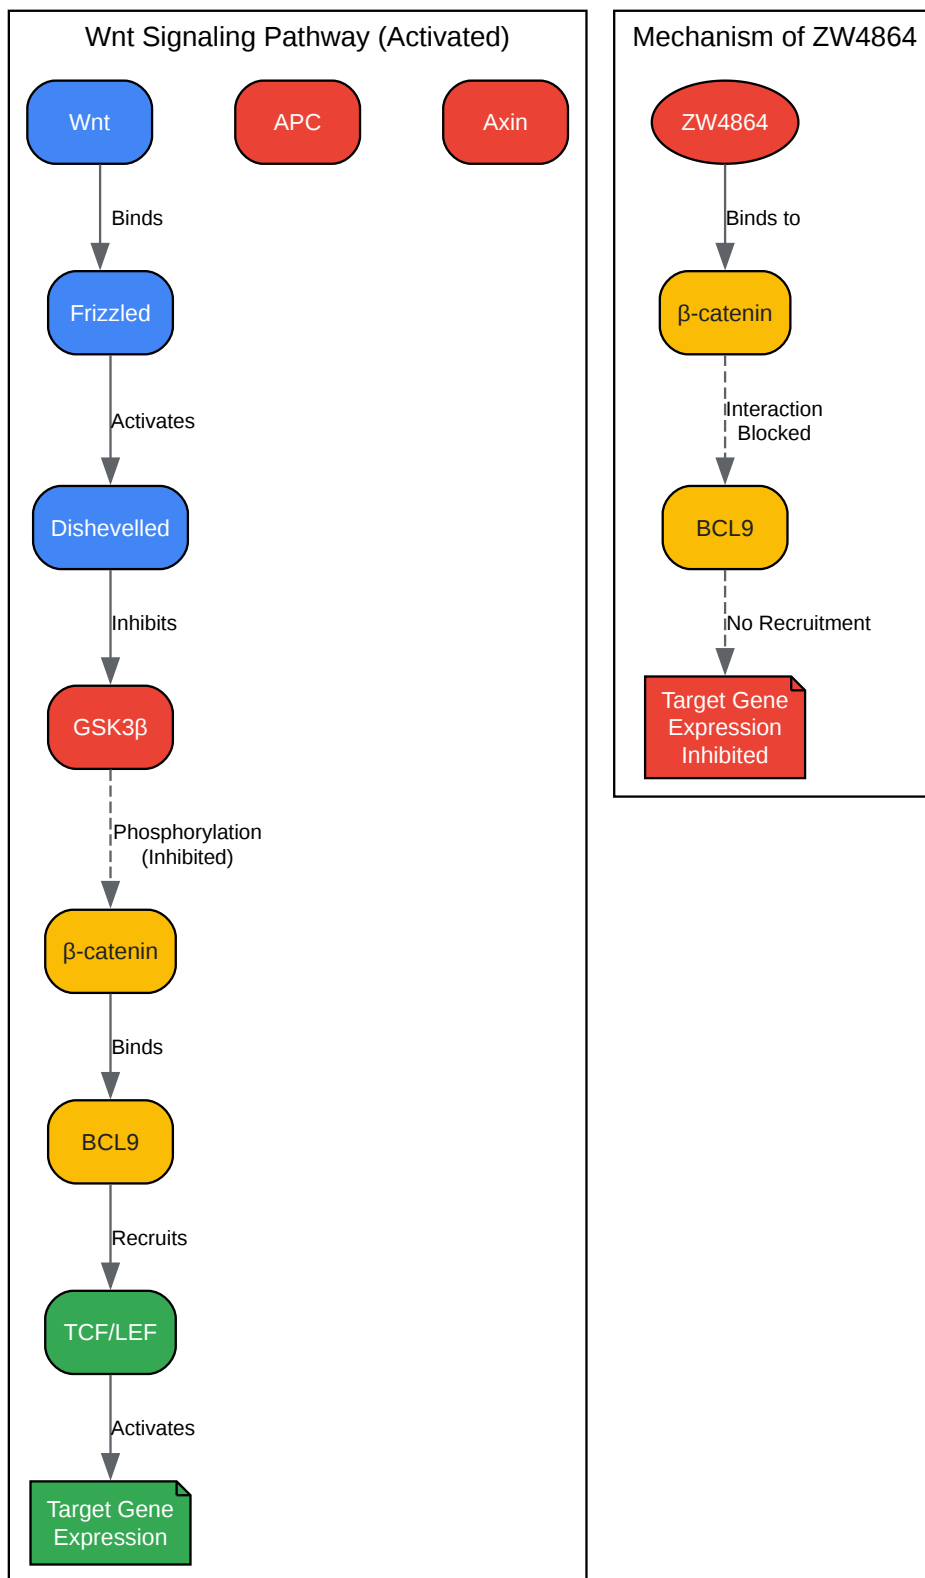 Wnt Signaling Pathway (Activated)
Wnt
APC
Axin
Binds
Frizzled
Activates
Dishevelled
Inhibits
GSK3β
Phosphorylation
(Inhibited)
β-catenin
Binds
BCL9
Recruits
TCF/LEF
Activates
Target Gene
Expression
Mechanism of ZW4864
ZW4864
Binds to
β-catenin
Interaction
Blocked
BCL9
No Recruitment
Target Gene
Expression
Inhibited